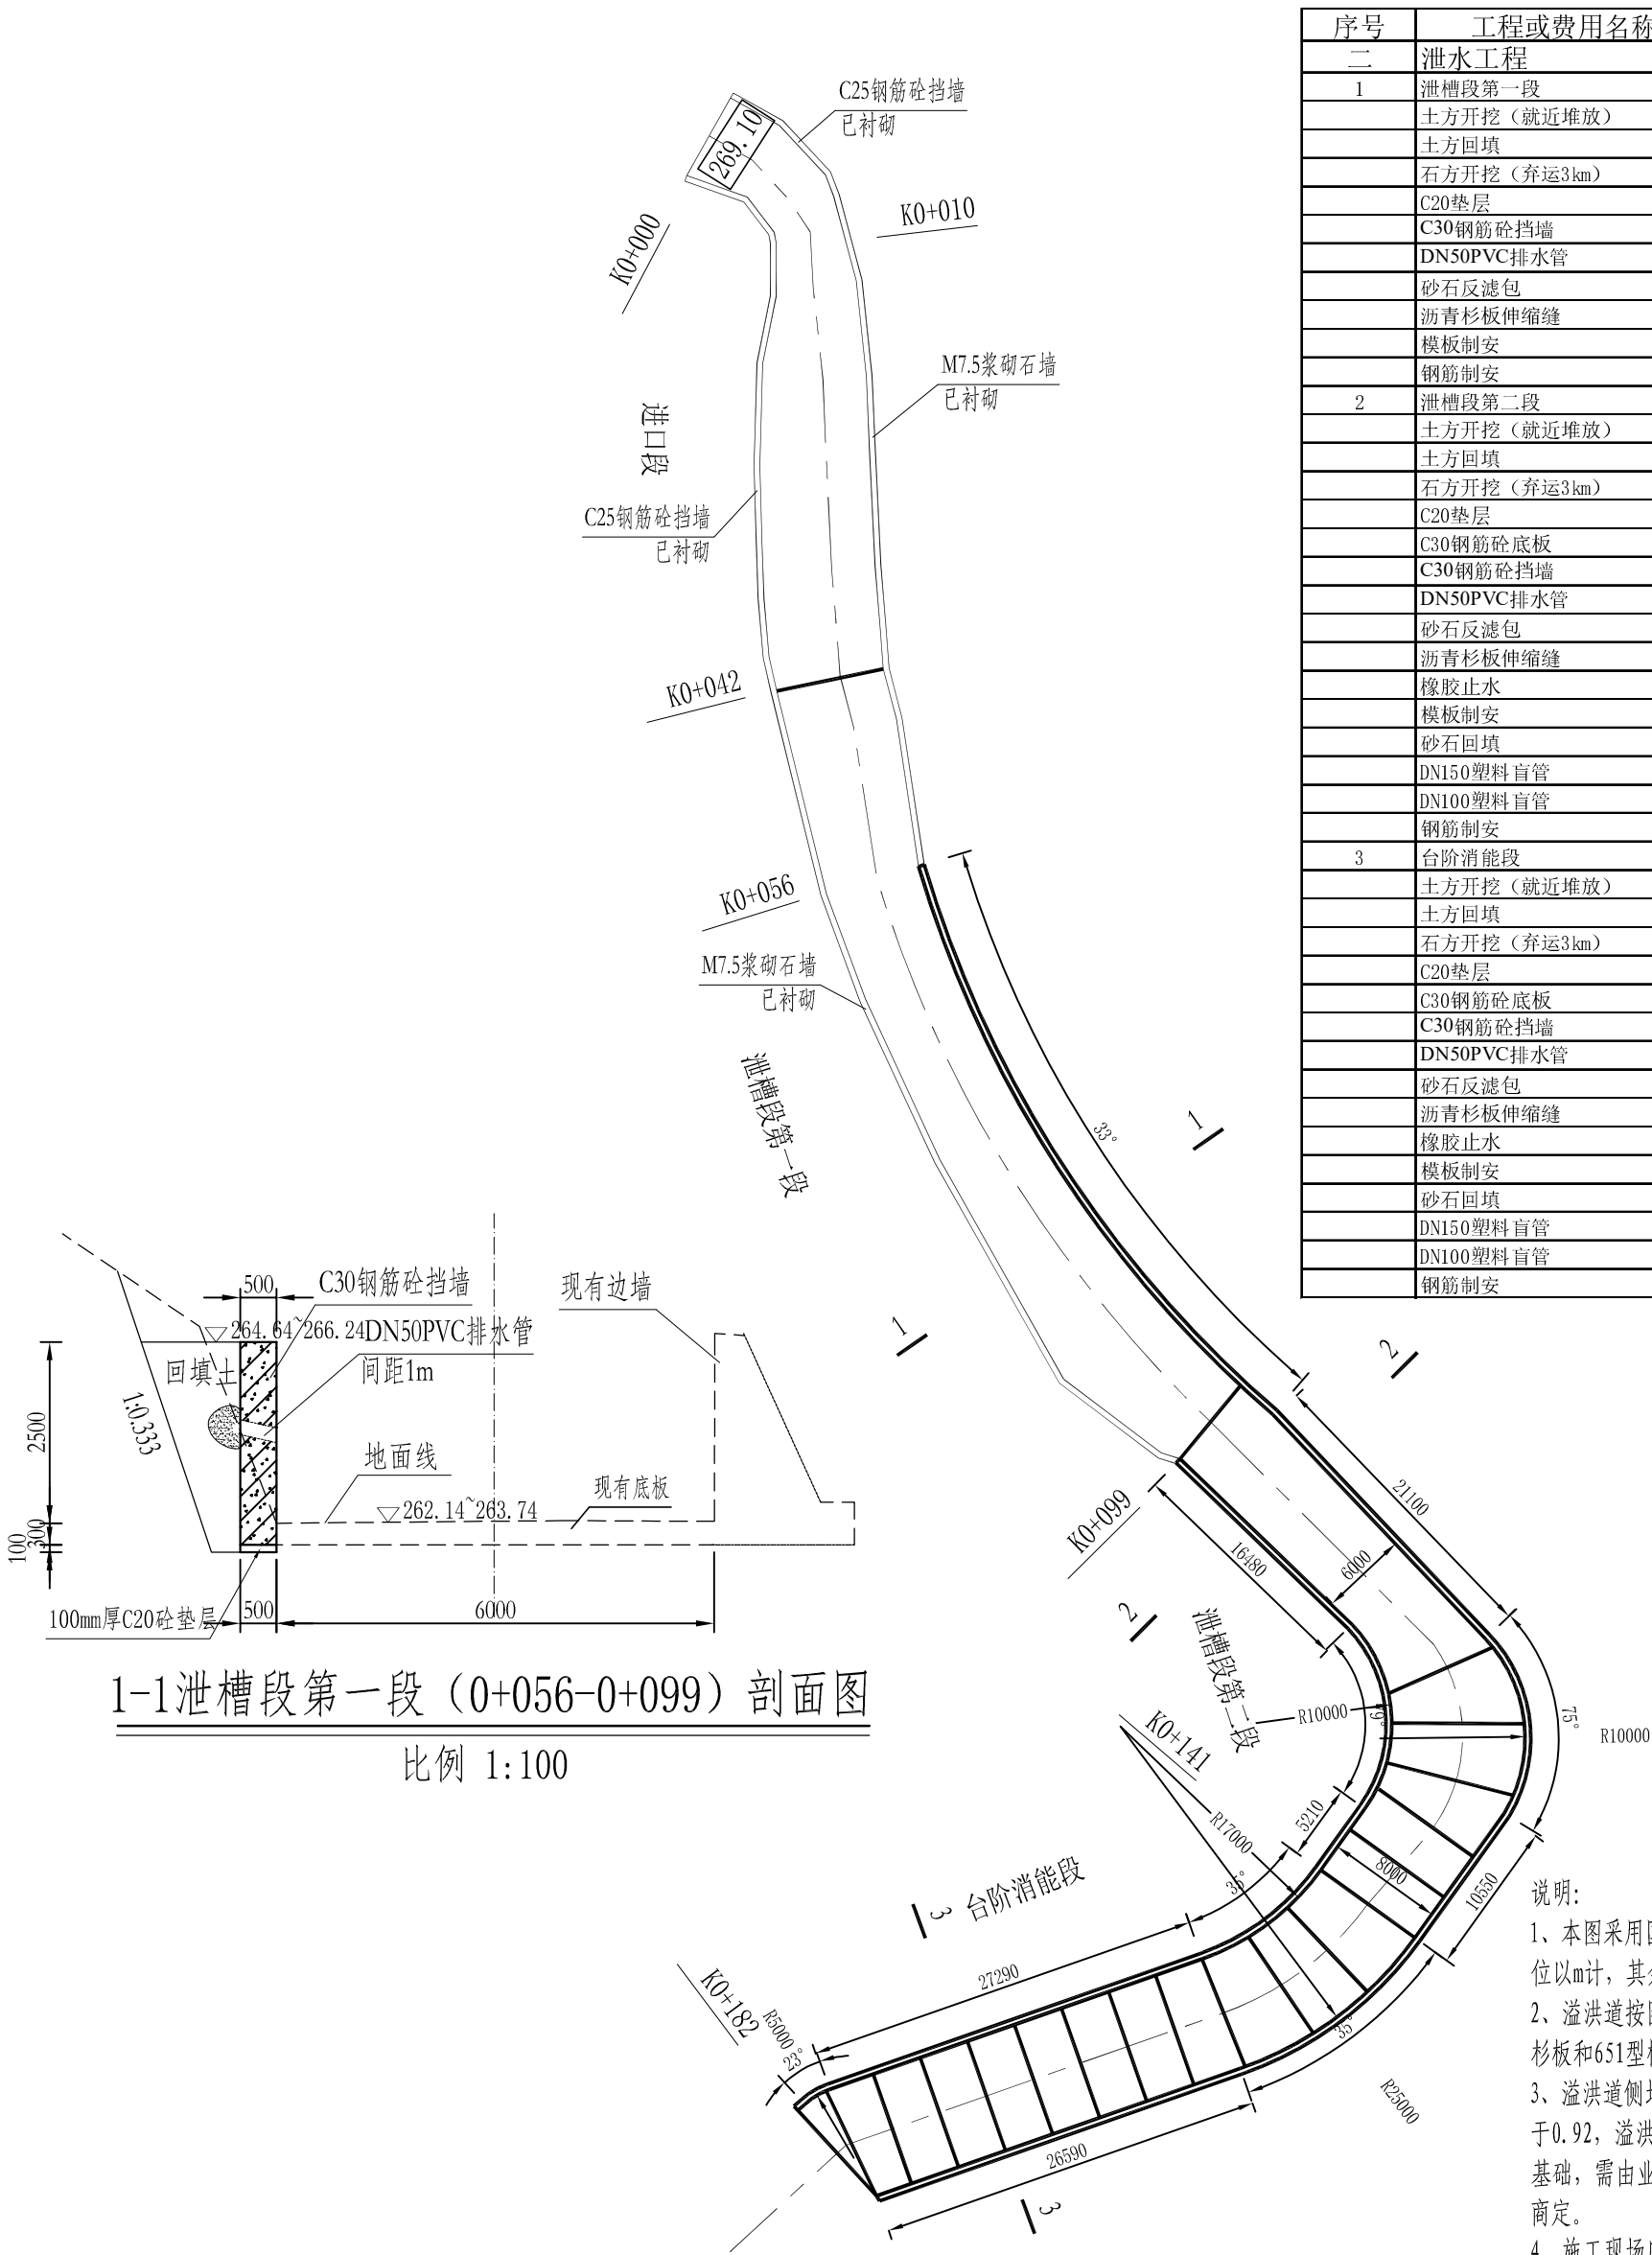 序号 工程或费用名称
二 泄水工程
1 泄槽段第一段
土方开挖（就近堆放）
土方回填
石方开挖（弃运3km）
C20垫层
C30钢筋砼挡墙
DN50PVC排水管
砂石反滤包
沥青杉板伸缩缝
模板制安
钢筋制安
2 泄槽段第二段
土方开挖（就近堆放）
土方回填
石方开挖（弃运3km）
C20垫层
C30钢筋砼底板
C30钢筋砼挡墙
DN50PVC排水管
砂石反滤包
沥青杉板伸缩缝
橡胶止水
模板制安
砂石回填
DN150塑料盲管
DN100塑料盲管
钢筋制安
3 台阶消能段
土方开挖（就近堆放）
土方回填
石方开挖（弃运3km）
C20垫层
C30钢筋砼底板
C30钢筋砼挡墙
DN50PVC排水管
砂石反滤包
沥青杉板伸缩缝
橡胶止水
模板制安
砂石回填
DN150塑料盲管
DN100塑料盲管
钢筋制安
C25钢筋砼挡墙
已衬砌
269.10
K0+000
K0+010
M7.5浆砌石墙
已衬砌
进口段
C25钢筋砼挡墙
已衬砌
K0+042
K0+056
M7.5浆砌石墙
已衬砌
泄槽段第一段
33°
1
1
2
K0+099
21100
16480
6000
2
泄槽段第二段
R10000
79°
75°
R10000
K0+141
R17000
5210
35°
8000
10550
3
台阶消能段
27290
K0+182
R5000
23°
35°
R25000
26590
3
500
C30钢筋砼挡墙
现有边墙
264.64~266.24
DN50PVC排水管
间距1m
回填土
1:0.333
2500
地面线
262.14~263.74
现有底板
300
100
100mm厚C20砼垫层
500
6000
1-1泄槽段第一段（0+056-0+099）剖面图
比例 1:100
说明:
1、本图采用
位以m计，其
2、溢洪道按
杉板和651型
3、溢洪道侧
于0.92，溢洪
基础，需由业
商定。
4、施工现场